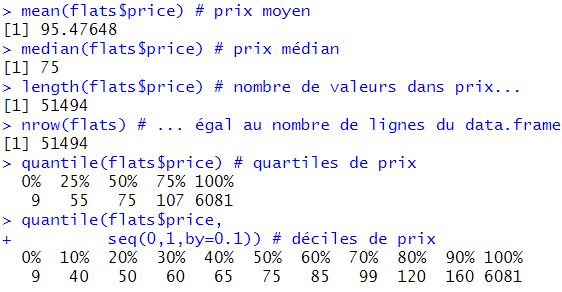 > mean(flats$price) # prix moyen
[1] 95.47648
> median(flats$price) # prix médian
[1] 75
> length(flats$price) # nombre de valeurs dans prix...
[1] 51494
> nrow(flats) # ... égal au nombre de lignes du data.frame
[1] 51494
> quantile(flats$price) # quartiles de prix
  0%  25%  50%  75% 100%
   9   55   75  107 6081
> quantile(flats$price,
+          seq(0,1,by=0.1)) # déciles de prix
  0%  10%  20%  30%  40%  50%  60%  70%  80%  90% 100%
   9   40   50   60   65   75   85   99  120  160 6081